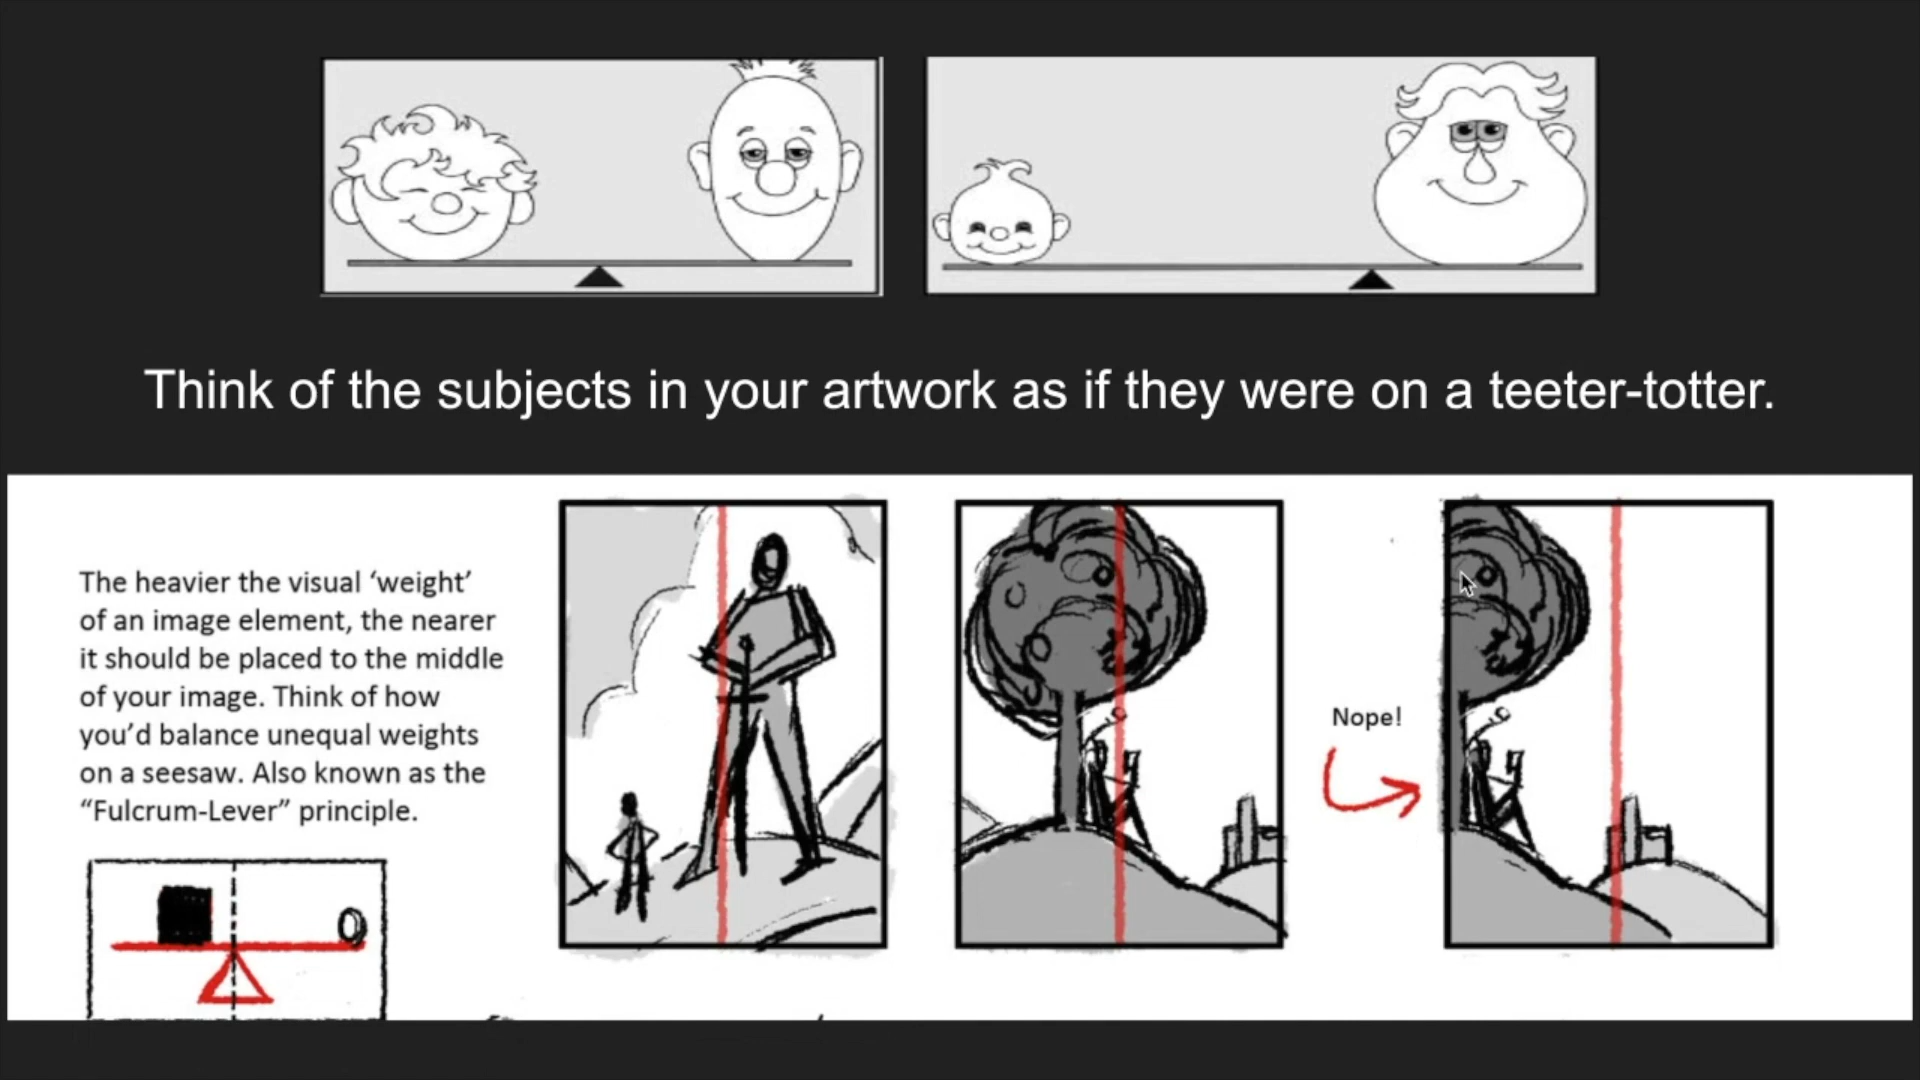 Think of the subjects in your artwork as if they were on a teeter-totter.
The heavier the visual ‘weight’
of an image element, the nearer
it should be placed to the middle
of your image. Think of how
you’d balance unequal weights
on a seesaw. Also known as the
“Fulcrum-Lever” principle.
Nope!